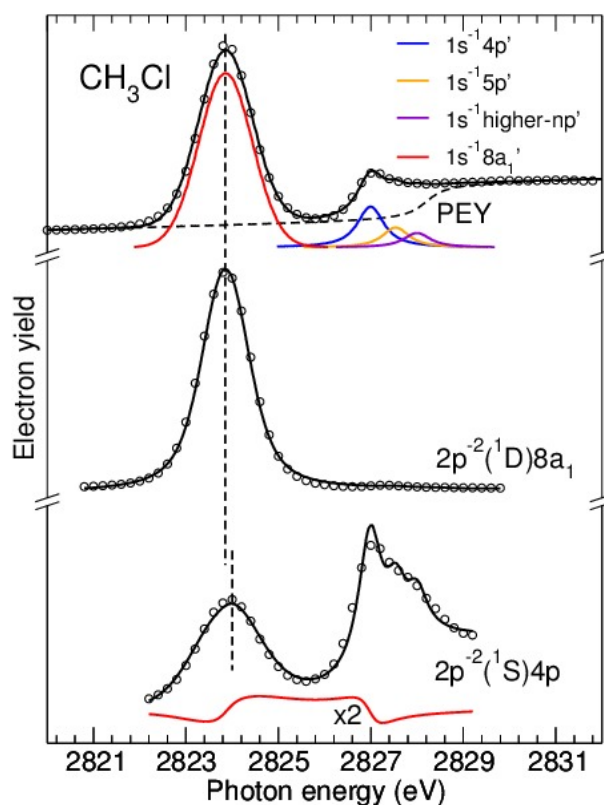 CH₃Cl
1s⁻¹4p'
1s⁻¹5p'
1s⁻¹higher-np'
1s⁻¹8a₁'
PEY
Electron yield
2p⁻²(¹D)8a₁
2p⁻²(¹S)4p
x2
2821 2823 2825 2827 2829 2831
Photon energy (eV)